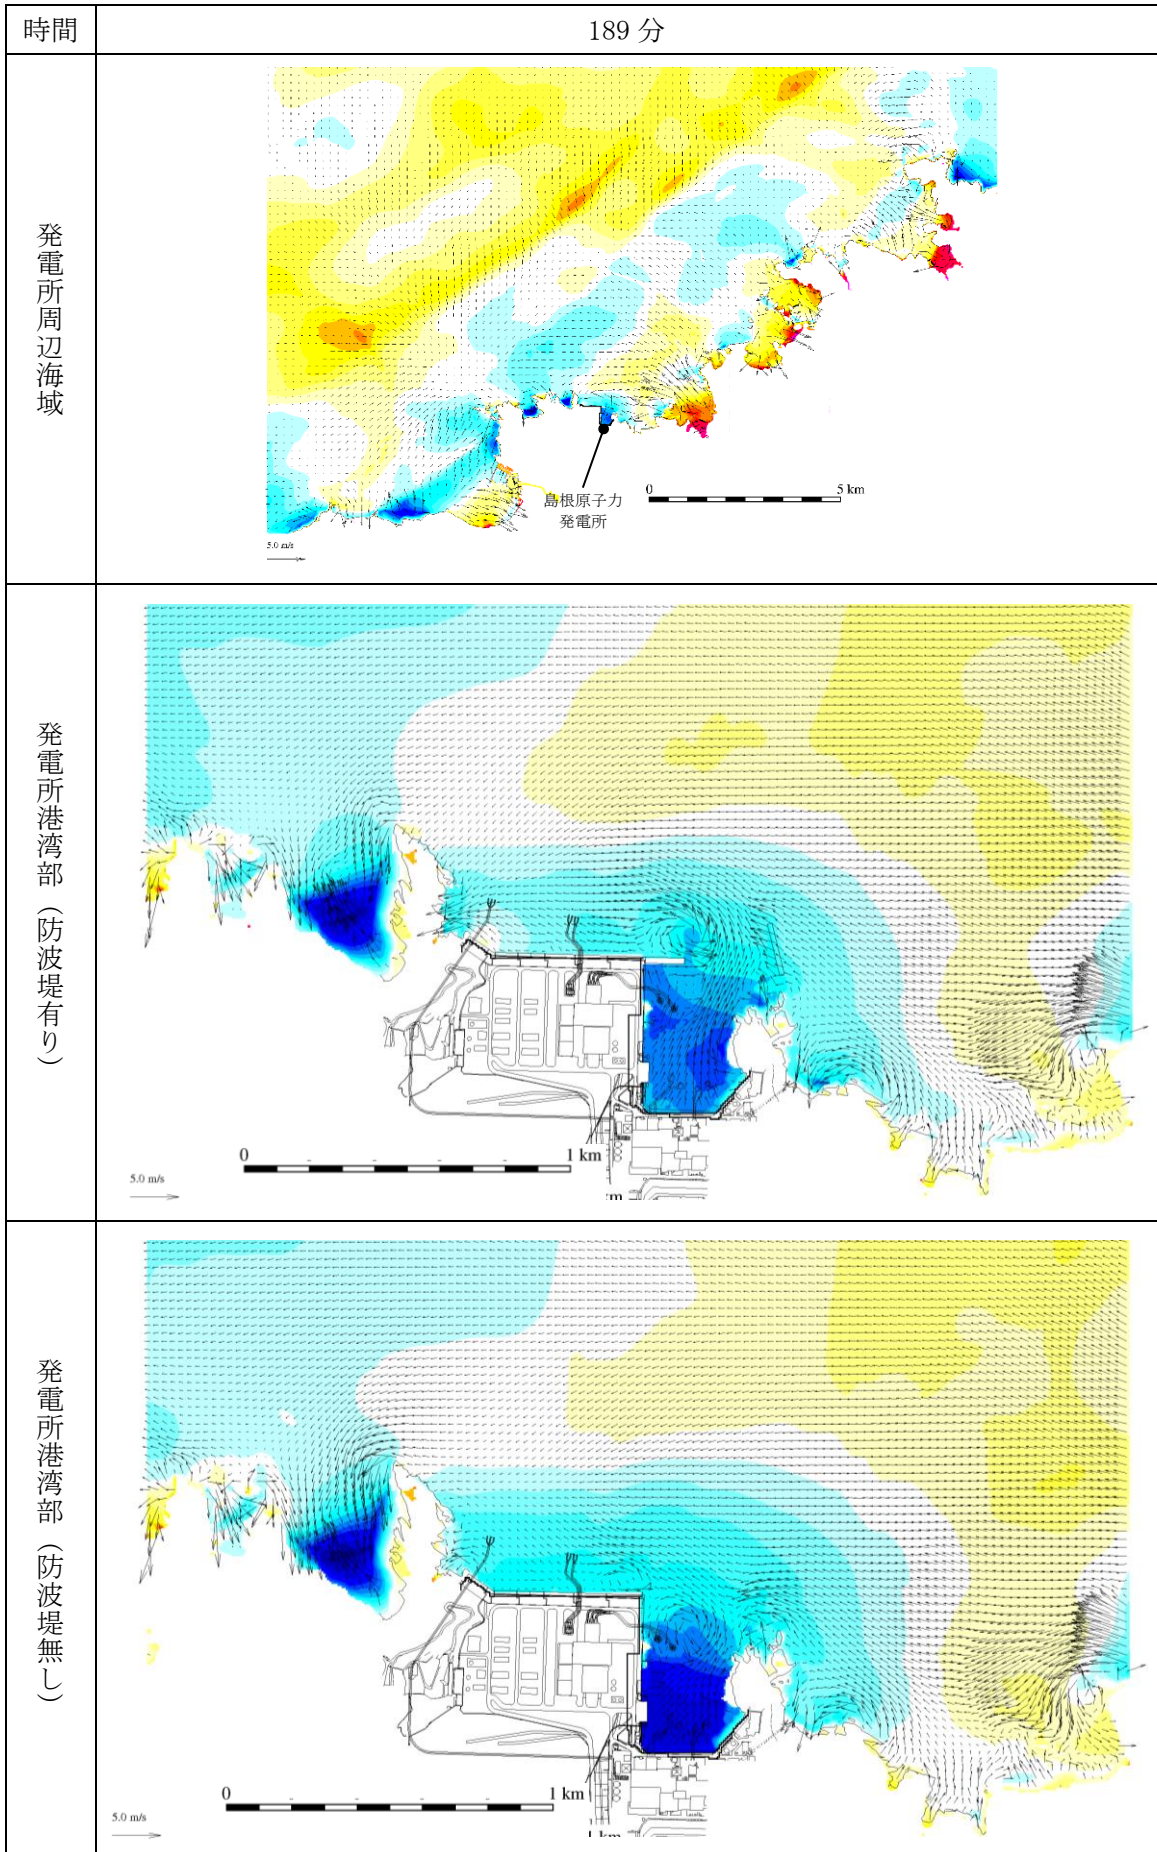 時間
189 分
発電所周辺海域
島根原子力
発電所
0
5 km
5.0 m/s
発電所港湾部（防波堤有り）
0
1 km
5.0 m/s
発電所港湾部（防波堤無し）
0
1 km
5.0 m/s